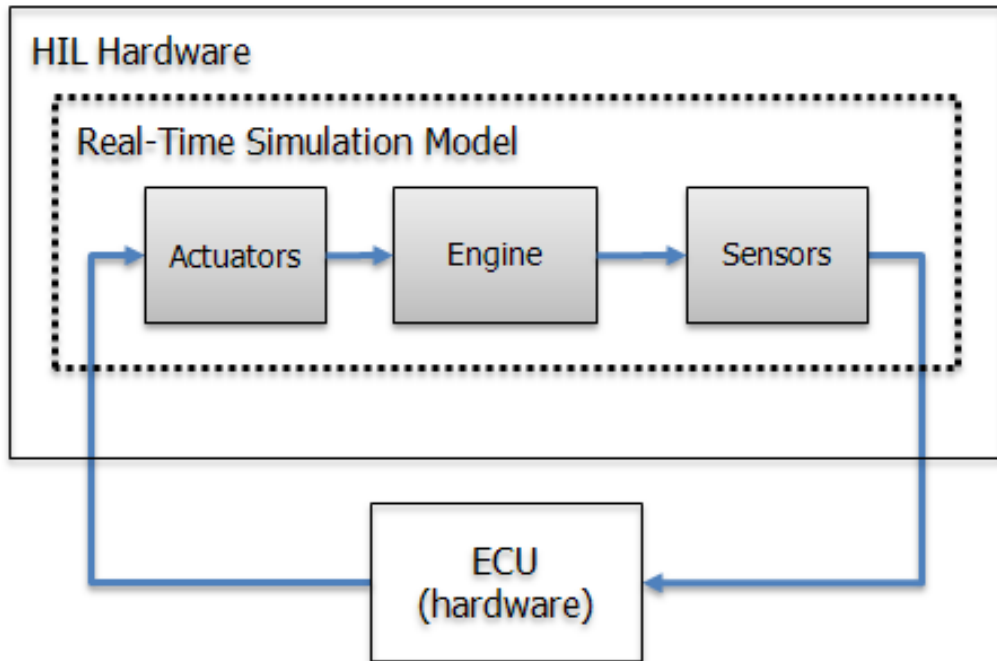 HIL Hardware
Real-Time Simulation Model
Actuators
Engine
Sensors
ECU
(hardware)